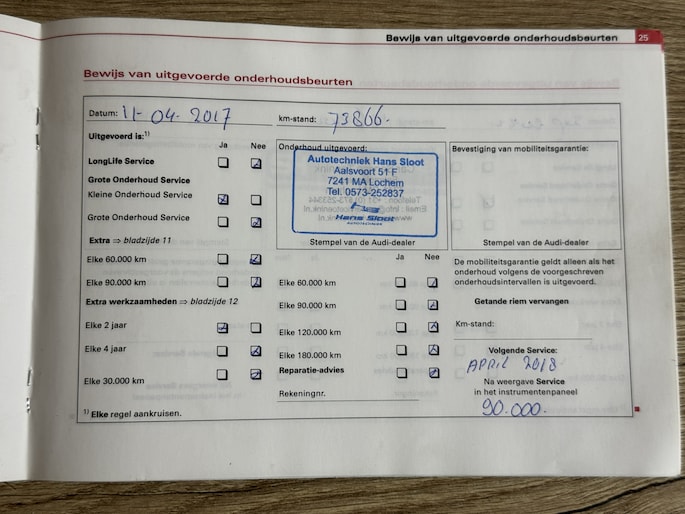 Bewijs van uitgevoerde onderhoudsbeurten 25
Bewijs van uitgevoerde onderhoudsbeurten
Datum: 11-04-2017 km-stand: 73866.
Uitgevoerd is:1)
Ja Nee
LongLife Service
Grote Onderhoud Service
Kleine Onderhoud Service
Grote Onderhoud Service
Extra ⇒ bladzijde 11
Elke 60.000 km
Elke 90.000 km
Extra werkzaamheden ⇒ bladzijde 12
Elke 2 jaar
Elke 4 jaar
Elke 30.000 km
1) Elke regel aankruisen.
Onderhoud uitgevoerd:
Autotechniek Hans Sloot
Aalsvoort 51-F
7241 MA Lochem
Tel. 0573-252837
Hans Sloot
AUTOTECHNIEK
Stempel van de Audi-dealer
Ja Nee
Elke 60.000 km
Elke 90.000 km
Elke 120.000 km
Elke 180.000 km
Reparatie-advies
Rekeningnr.
Bevestiging van mobiliteitsgarantie:
Stempel van de Audi-dealer
De mobiliteitsgarantie geldt alleen als het
onderhoud volgens de voorgeschreven
onderhoudsintervallen is uitgevoerd.
Getande riem vervangen
Km-stand:
Volgende Service:
APRIL 2018.
Na weergave Service
in het instrumentenpaneel
90.000.